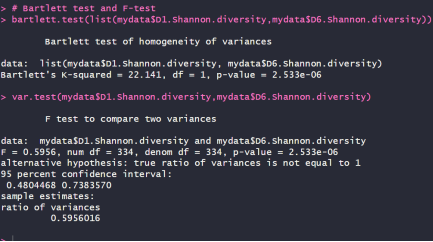 > # Bartlett test and F-test
> bartlett.test(list(mydata$D1.Shannon.diversity,mydata$D6.Shannon.diversity))
Bartlett test of homogeneity of variances
data:  list(mydata$D1.Shannon.diversity, mydata$D6.Shannon.diversity)
Bartlett's K-squared = 22.141, df = 1, p-value = 2.533e-06
> var.test(mydata$D1.Shannon.diversity,mydata$D6.Shannon.diversity)
F test to compare two variances
data:  mydata$D1.Shannon.diversity and mydata$D6.Shannon.diversity
F = 0.5956, num df = 334, denom df = 334, p-value = 2.533e-06
alternative hypothesis: true ratio of variances is not equal to 1
95 percent confidence interval:
0.4804468 0.7383570
sample estimates:
ratio of variances
0.5956016
>